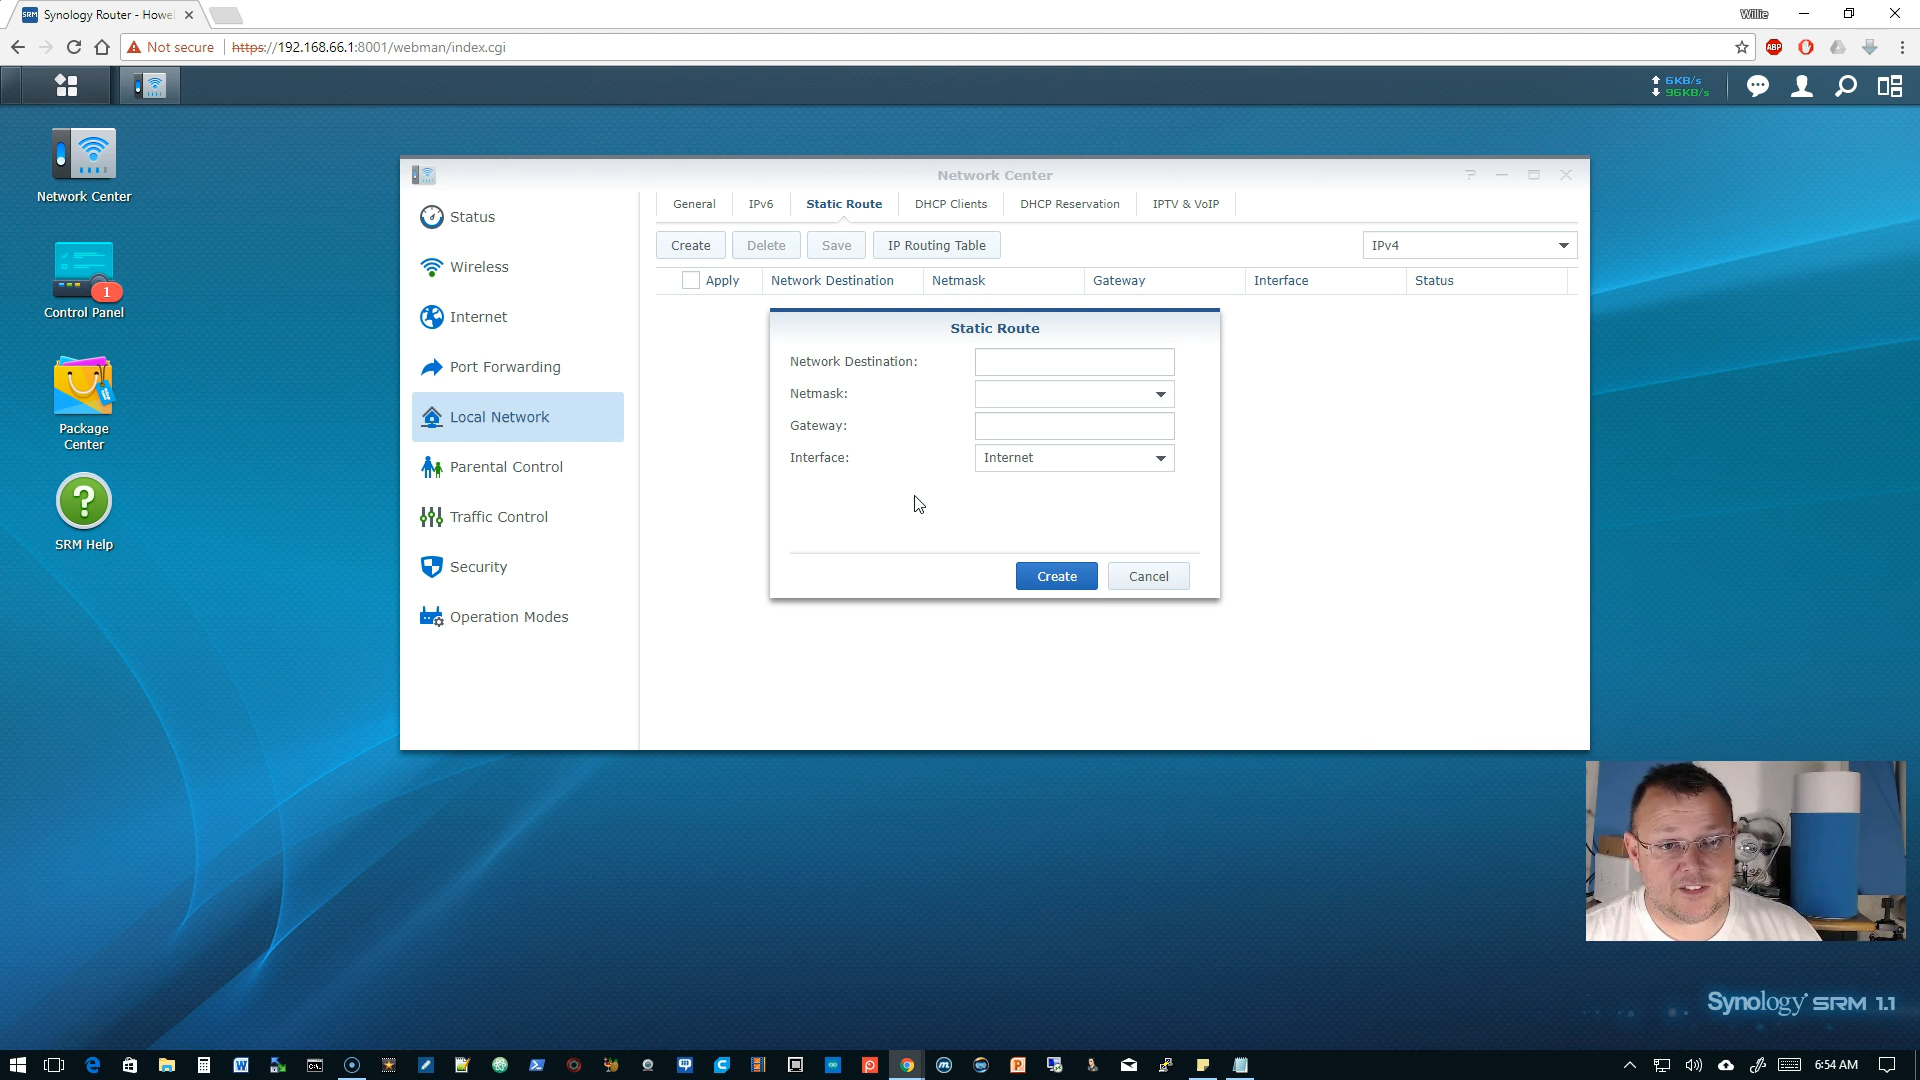 SRM Synology Router - Howe
Willie
Not secure
https://192.168.66.1:8001/webman/index.cgi
ABP
6KB/s
96KB/s
Network Center
1
Control Panel
Package
Center
?
SRM Help
Network Center
?
Status
Wireless
Internet
Port Forwarding
Local Network
Parental Control
Traffic Control
Security
Operation Modes
General
IPv6
Static Route
DHCP Clients
DHCP Reservation
IPTV & VoIP
Create
Delete
Save
IP Routing Table
IPv4
Apply
Network Destination
Netmask
Gateway
Interface
Status
Static Route
Network Destination:
Netmask:
Gateway:
Interface:
Internet
Create
Cancel
Synology SRM 1.1
6:54 AM